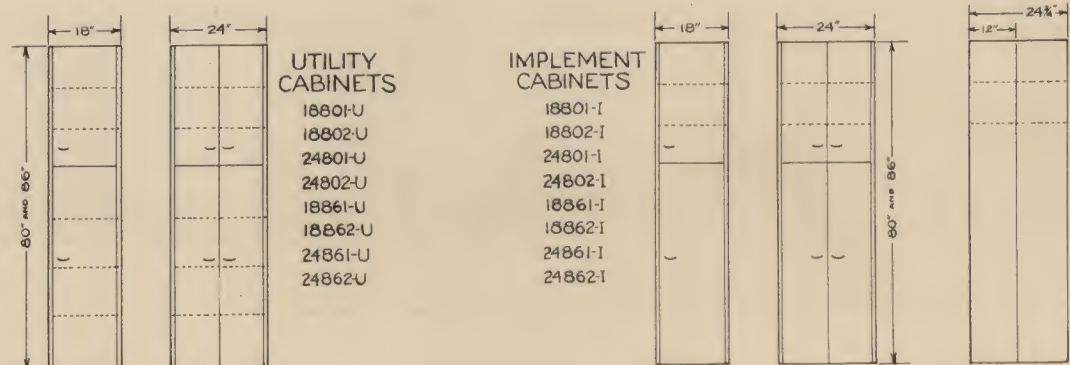 18"
24"
80" AND 86"
UTILITY
CABINETS
18801-U
18802-U
24801-U
24802-U
18861-U
18862-U
24861-U
24862-U
IMPLEMENT
CABINETS
18801-I
18802-I
24801-I
24802-I
18861-I
18862-I
24861-I
24862-I
18"
24"
80" AND 86"
24¾"
12"